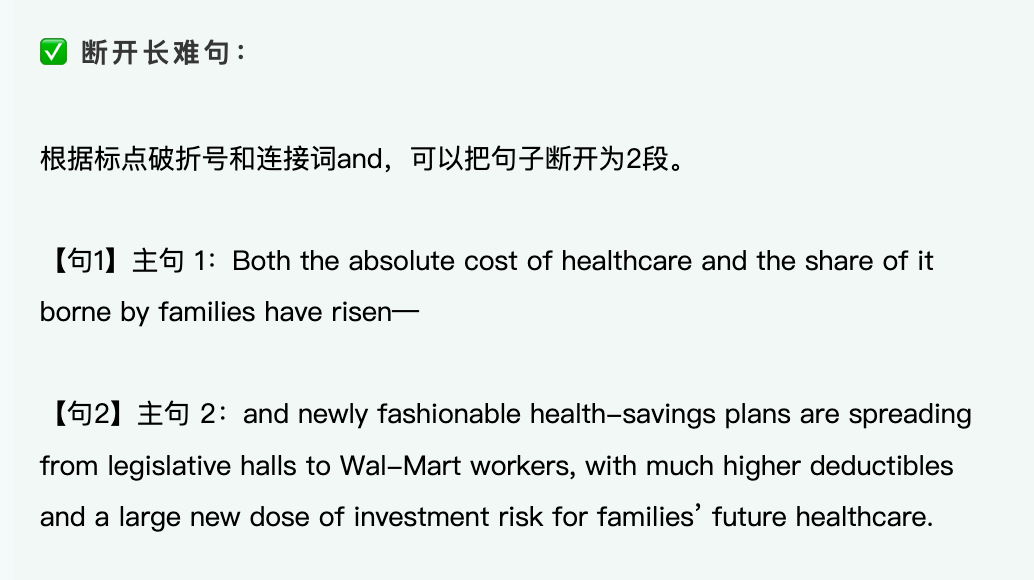 ✅ 断开长难句：
根据标点破折号和连接词and，可以把句子断开为2段。
【句1】主句 1：Both the absolute cost of healthcare and the share of it
borne by families have risen—
【句2】主句 2：and newly fashionable health-savings plans are spreading
from legislative halls to Wal-Mart workers, with much higher deductibles
and a large new dose of investment risk for families’ future healthcare.